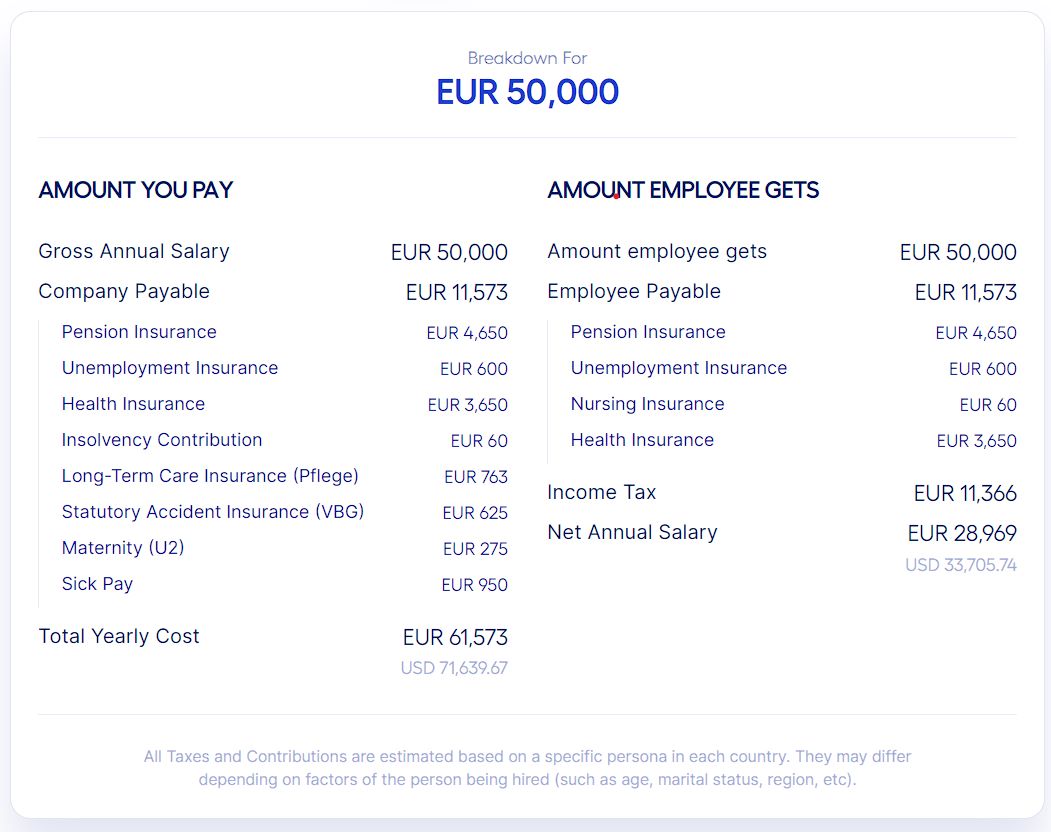 Breakdown For
EUR 50,000
AMOUNT YOU PAY
Gross Annual Salary EUR 50,000
Company Payable EUR 11,573
Pension Insurance EUR 4,650
Unemployment Insurance EUR 600
Health Insurance EUR 3,650
Insolvency Contribution EUR 60
Long-Term Care Insurance (Pflege) EUR 763
Statutory Accident Insurance (VBG) EUR 625
Maternity (U2) EUR 275
Sick Pay EUR 950
Total Yearly Cost EUR 61,573
USD 71,639.67
AMOUNT EMPLOYEE GETS
Amount employee gets EUR 50,000
Employee Payable EUR 11,573
Pension Insurance EUR 4,650
Unemployment Insurance EUR 600
Nursing Insurance EUR 60
Health Insurance EUR 3,650
Income Tax EUR 11,366
Net Annual Salary EUR 28,969
USD 33,705.74
All Taxes and Contributions are estimated based on a specific persona in each country. They may differ
depending on factors of the person being hired (such as age, marital status, region, etc).